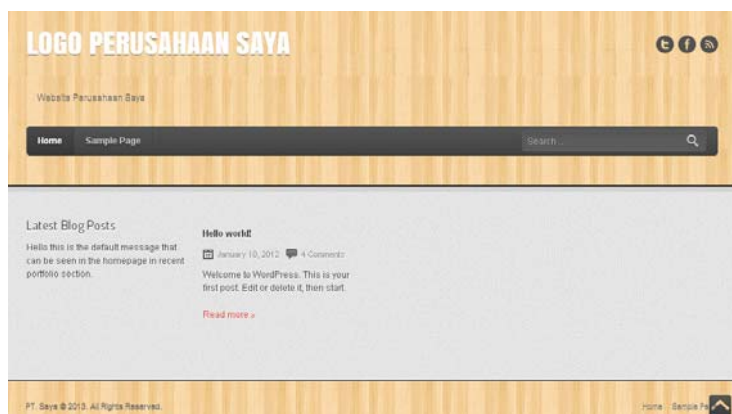 LOGO PERUSAHAAN SAYA
Website Perusahaan Saya
Home Sample Page Search ...
Latest Blog Posts
Hello this is the default message that
can be seen in the homepage in recent
portfolio section.
Hello world!
January 10, 2012 4 Comments
Welcome to WordPress. This is your
first post. Edit or delete it, then start
Read more »
PT. Saya © 2013. All Rights Reserved.
Home Sample